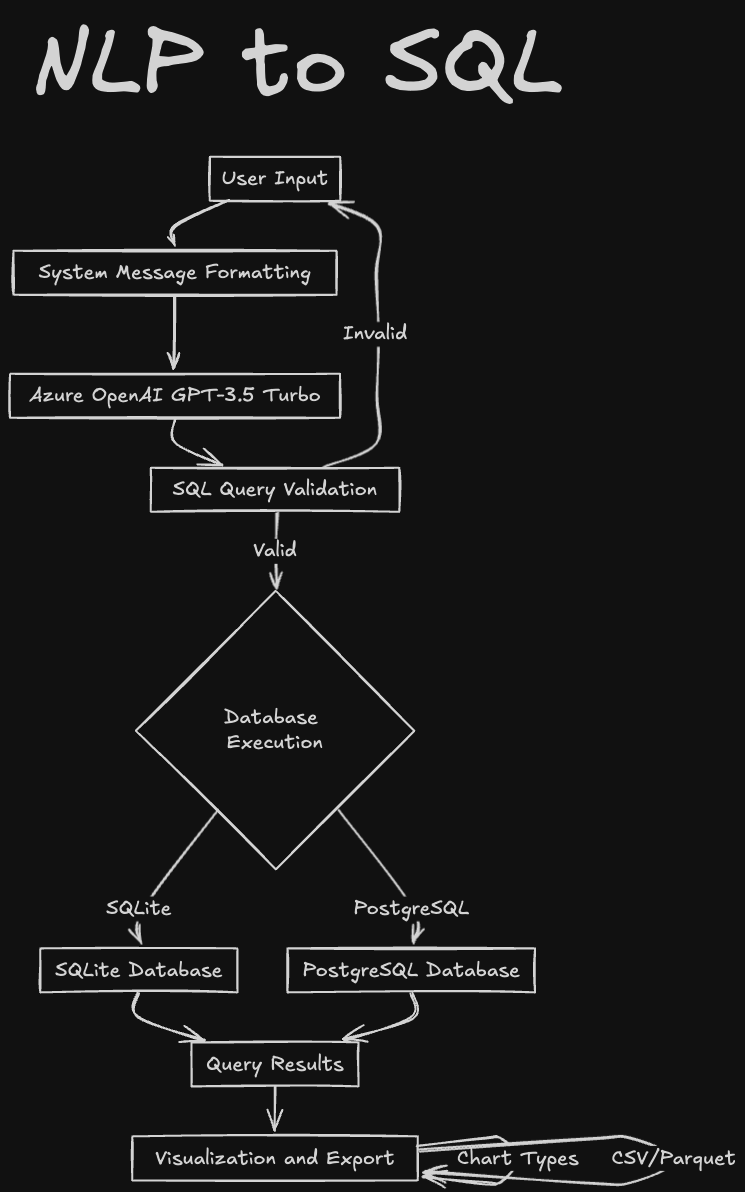 NLP to SQL
User Input
System Message Formatting
Invalid
Azure OpenAI GPT-3.5 Turbo
SQL Query Validation
Valid
Database
Execution
SQLite
PostgreSQL
SQLite Database
PostgreSQL Database
Query Results
Visualization and Export
Chart Types
CSV/Parquet